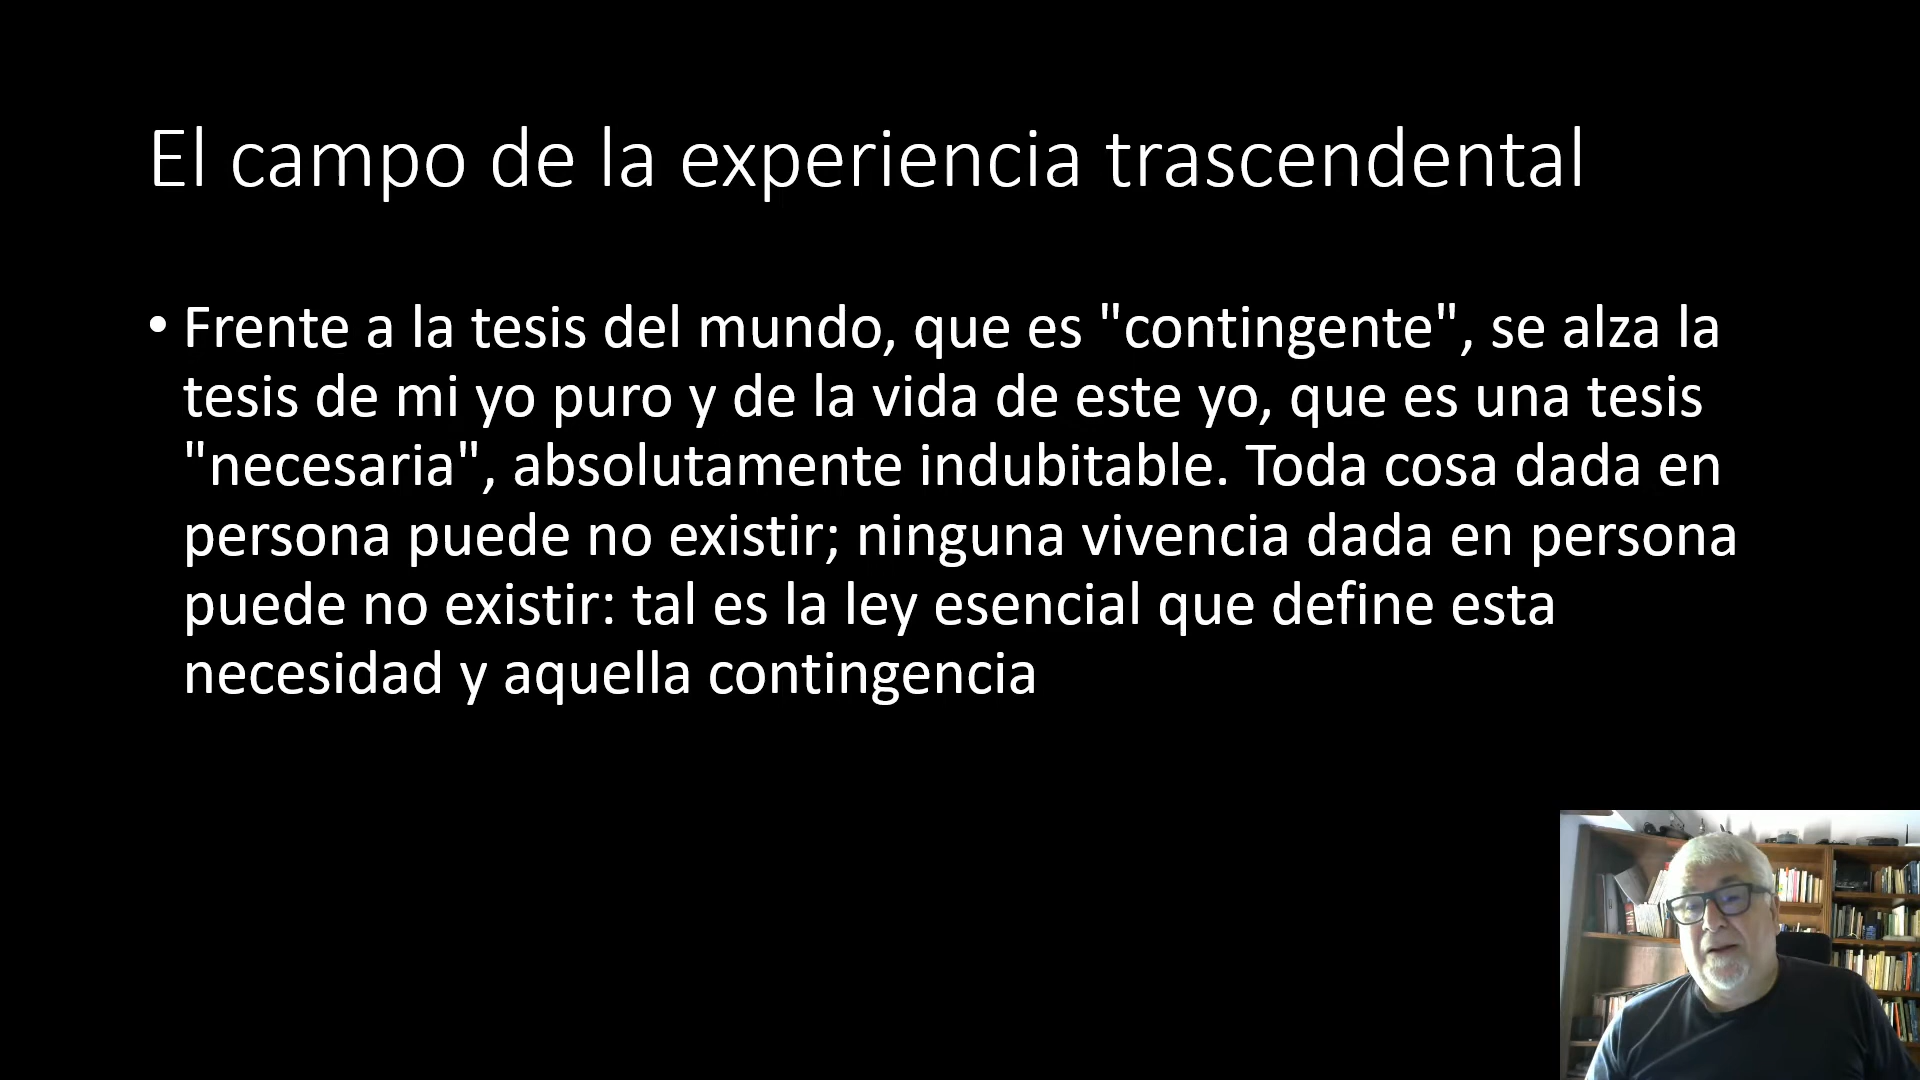 El campo de la experiencia trascendental
• Frente a la tesis del mundo, que es "contingente", se alza la
tesis de mi yo puro y de la vida de este yo, que es una tesis
"necesaria", absolutamente indubitable. Toda cosa dada en
persona puede no existir; ninguna vivencia dada en persona
puede no existir: tal es la ley esencial que define esta
necesidad y aquella contingencia